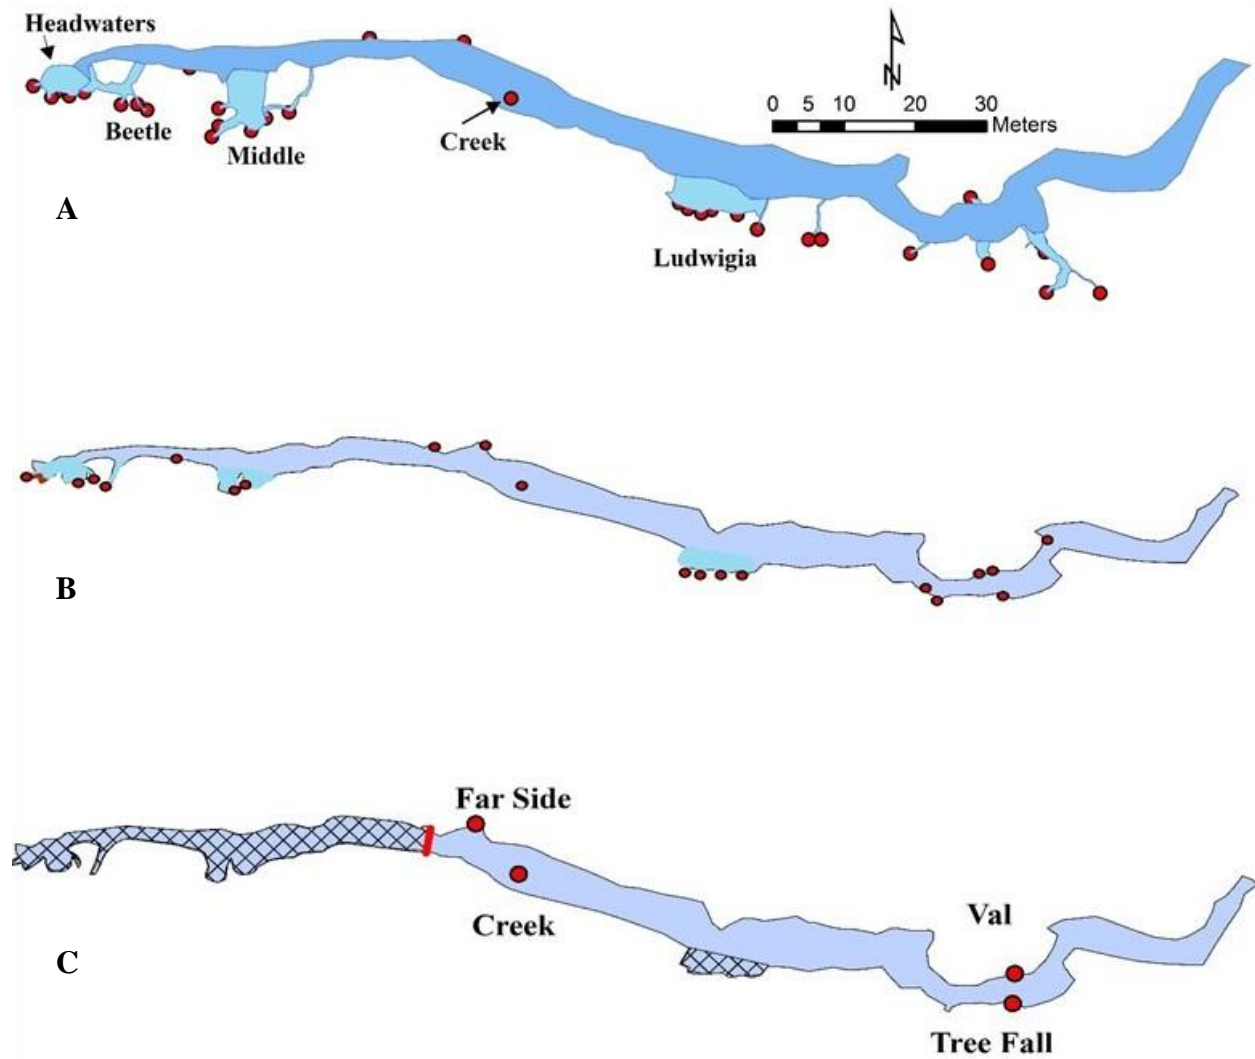 Headwaters
N
0 5 10 20 30
Meters
Beetle
Middle
Creek
A
Ludwigia
B
Far Side
Creek
Val
C
Tree Fall